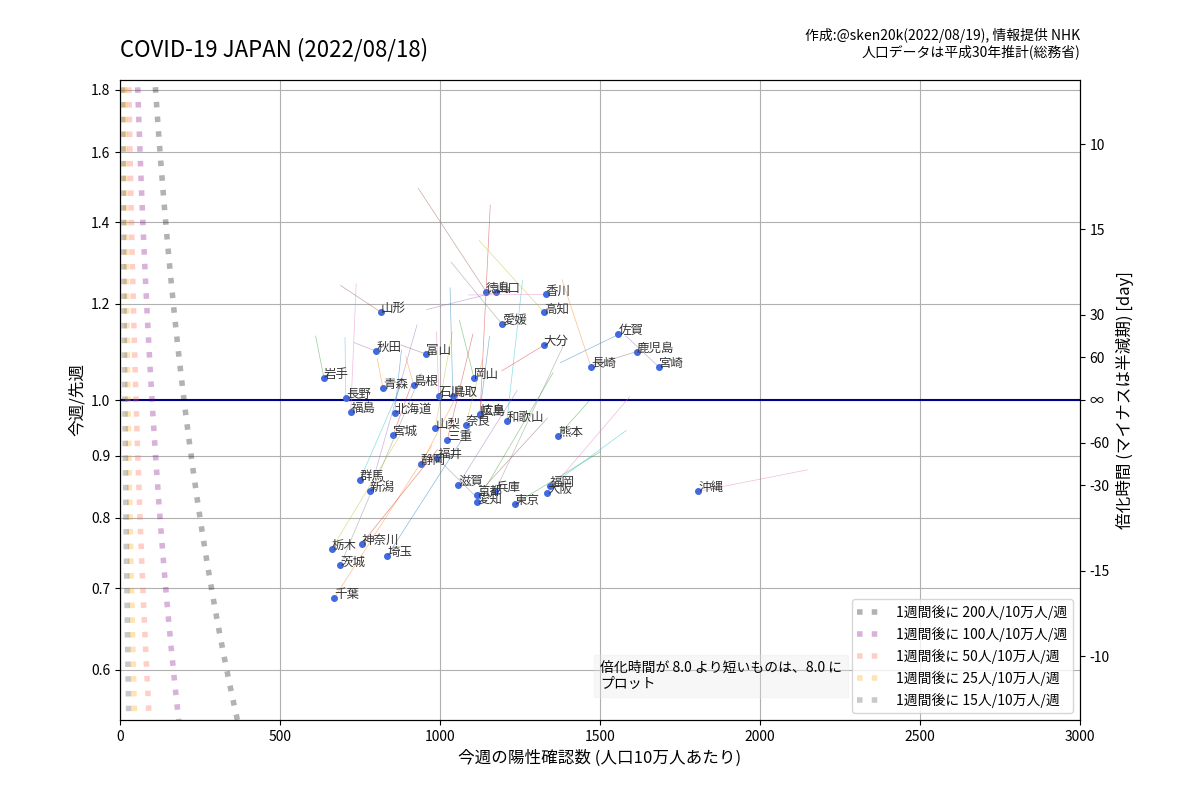 COVID-19 JAPAN (2022/08/18)
作成:@sken20k(2022/08/19), 情報提供 NHK
人口データは平成30年推計(総務省)
今週/先週
1.8
1.6
1.4
1.2
1.0
0.9
0.8
0.7
0.6
10
15
30
60
∞
-60
-30
-15
-10
倍化時間 (マイナスは半減期) [day]
徳島
山口
香川
山形
高知
愛媛
佐賀
秋田
富山
大分
鹿児島
長崎
宮崎
岩手
青森
島根
岡山
長野
石川
鳥取
福島
北海道
広島
奈良
和歌山
宮城
山梨
三重
熊本
静岡
福井
群馬
新潟
滋賀
京都
兵庫
愛知
東京
福岡
大阪
沖縄
栃木
神奈川
茨城
埼玉
千葉
1週間後に 200人/10万人/週
1週間後に 100人/10万人/週
1週間後に 50人/10万人/週
1週間後に 25人/10万人/週
1週間後に 15人/10万人/週
倍化時間が 8.0 より短いものは、8.0 に
プロット
0
500
1000
1500
2000
2500
3000
今週の陽性確認数 (人口10万人あたり)